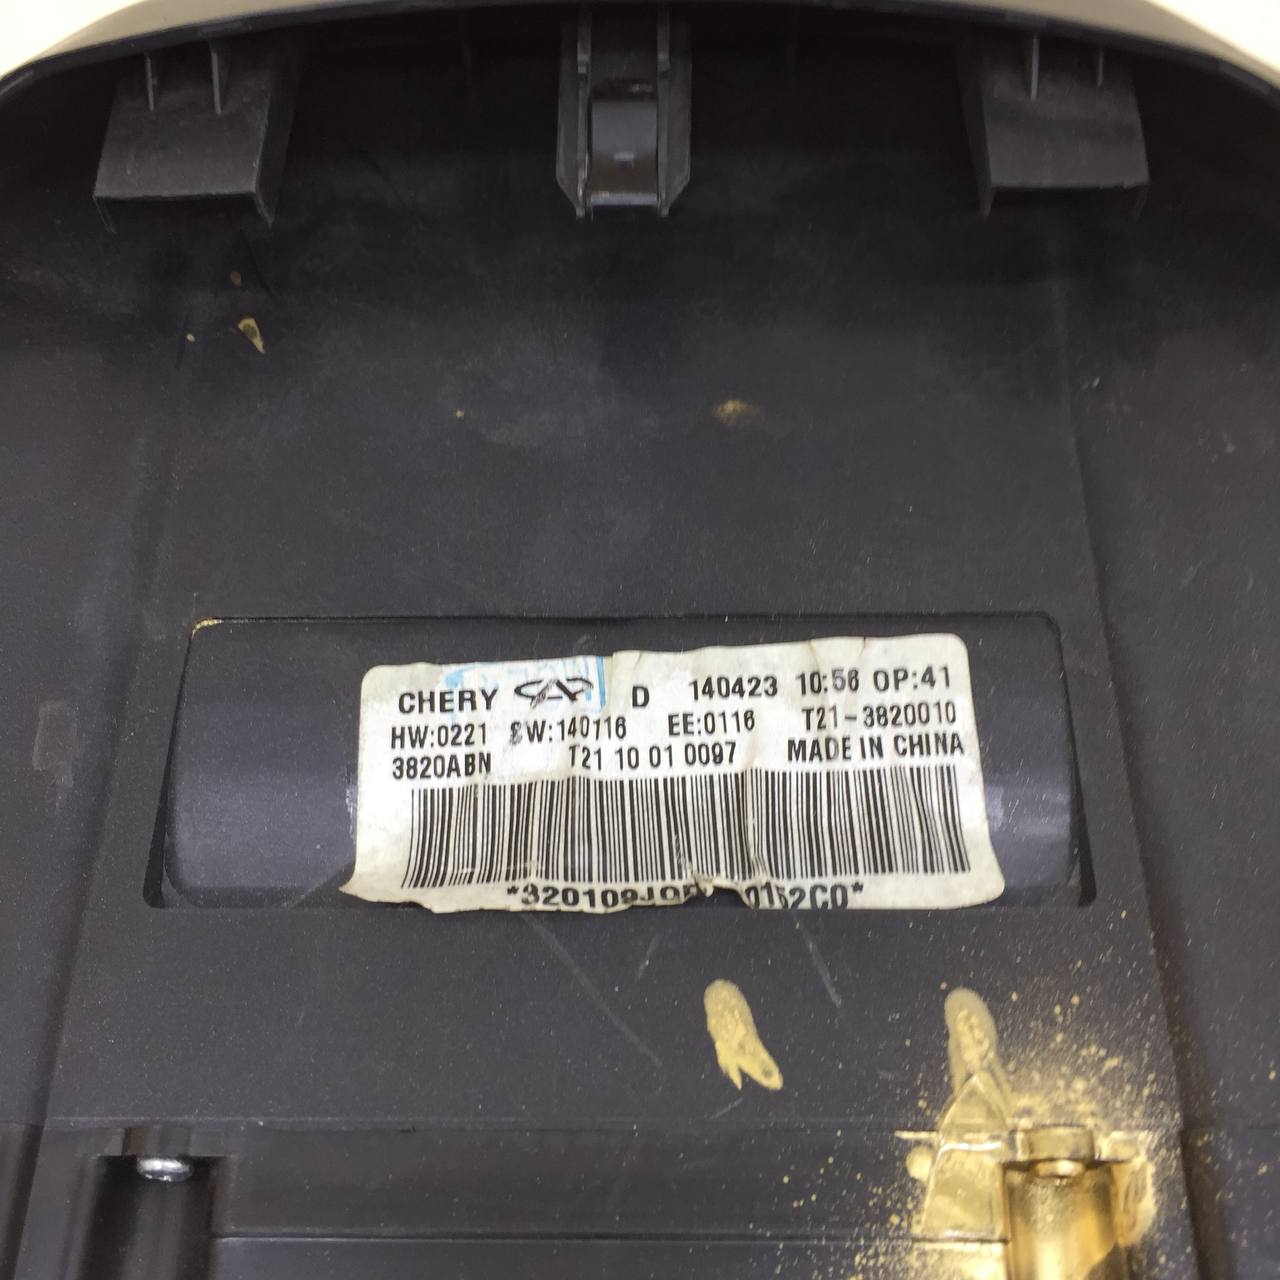 CHERY D 140423 10:56 OP:41
HW:0221 SW:140116 EE:0116 T21-3820010
3820ABN T21 10 01 0097 MADE IN CHINA